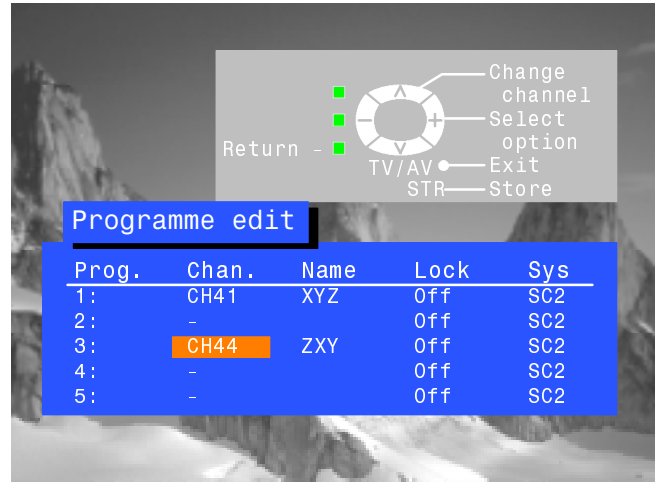 Change
channel
Select
option
Return -
TV/AV
Exit
STR
Store
Programme edit
Prog. Chan. Name Lock Sys
1: CH41 XYZ Off SC2
2: - Off SC2
3: CH44 ZXY Off SC2
4: - Off SC2
5: - Off SC2